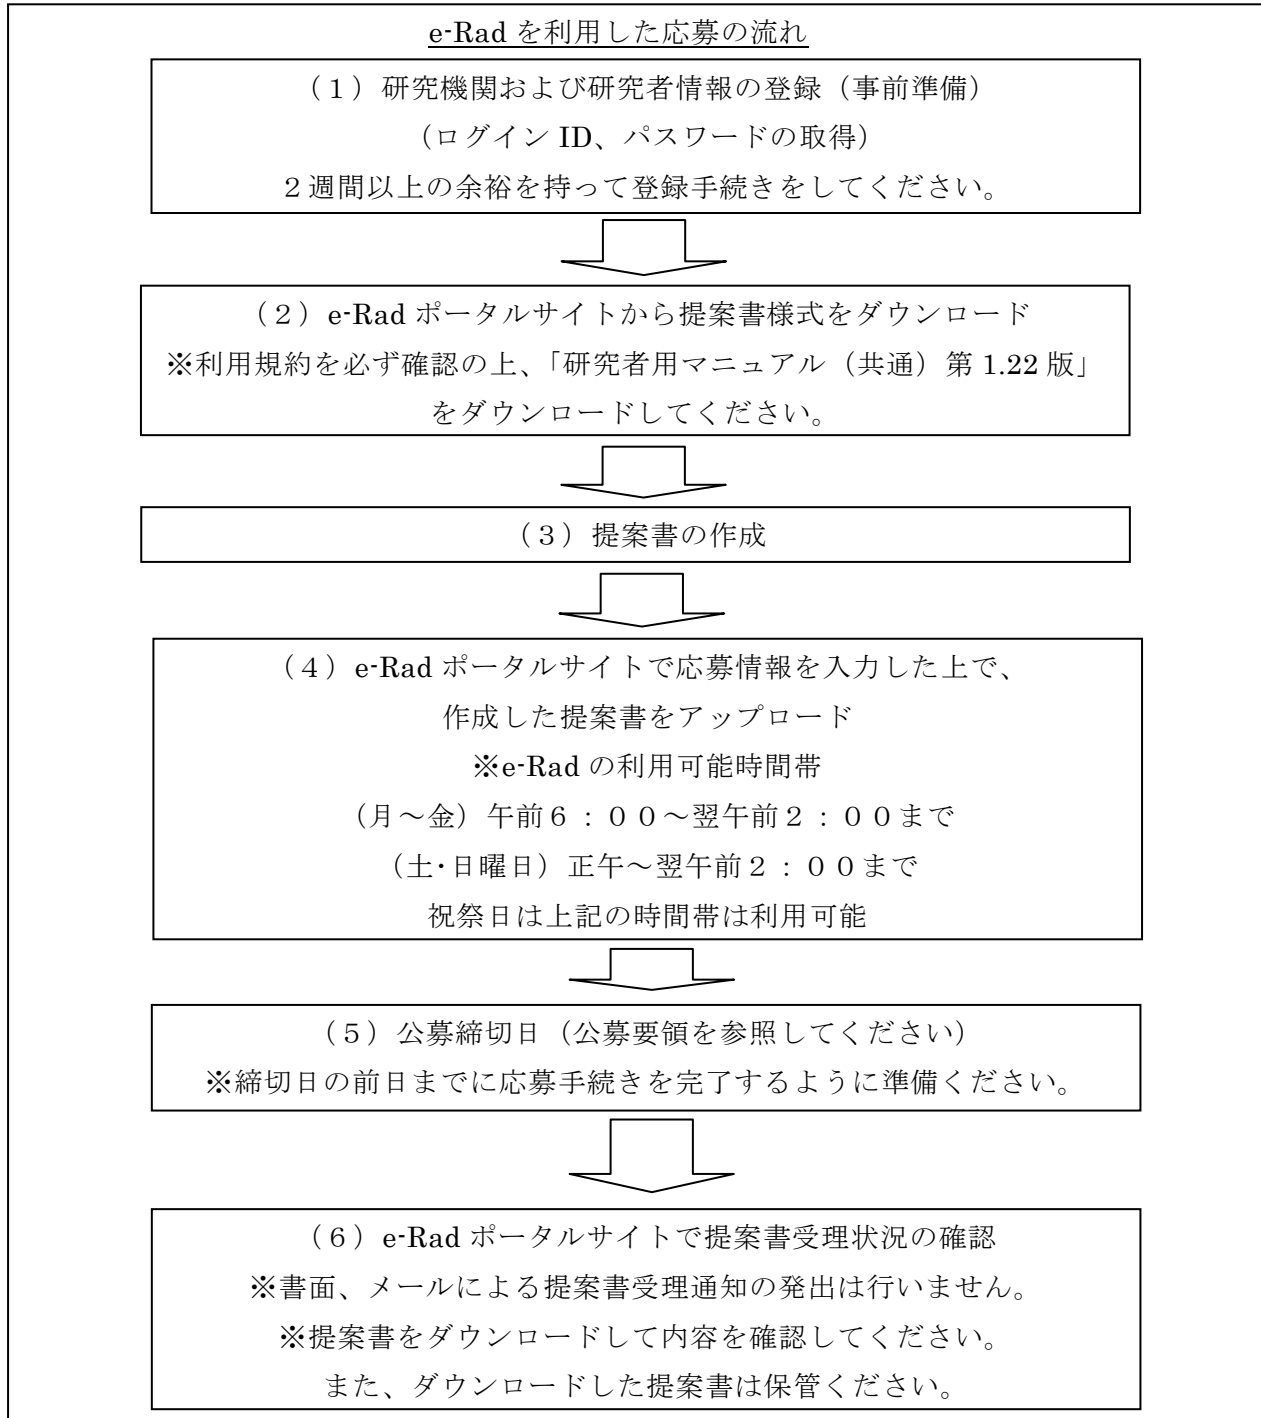 e-Rad を利用した応募の流れ
（１）研究機関および研究者情報の登録（事前準備）
（ログイン ID、パスワードの取得）
２週間以上の余裕を持って登録手続きをしてください。
（２）e-Rad ポータルサイトから提案書様式をダウンロード
※利用規約を必ず確認の上、「研究者用マニュアル（共通）第 1.22 版」
をダウンロードしてください。
（３）提案書の作成
（４）e-Rad ポータルサイトで応募情報を入力した上で、
作成した提案書をアップロード
※e-Rad の利用可能時間帯
（月～金）午前６：００～翌午前２：００まで
（土･日曜日）正午～翌午前２：００まで
祝祭日は上記の時間帯は利用可能
（５）公募締切日（公募要領を参照してください）
※締切日の前日までに応募手続きを完了するように準備ください。
（６）e-Rad ポータルサイトで提案書受理状況の確認
※書面、メールによる提案書受理通知の発出は行いません。
※提案書をダウンロードして内容を確認してください。
また、ダウンロードした提案書は保管ください。